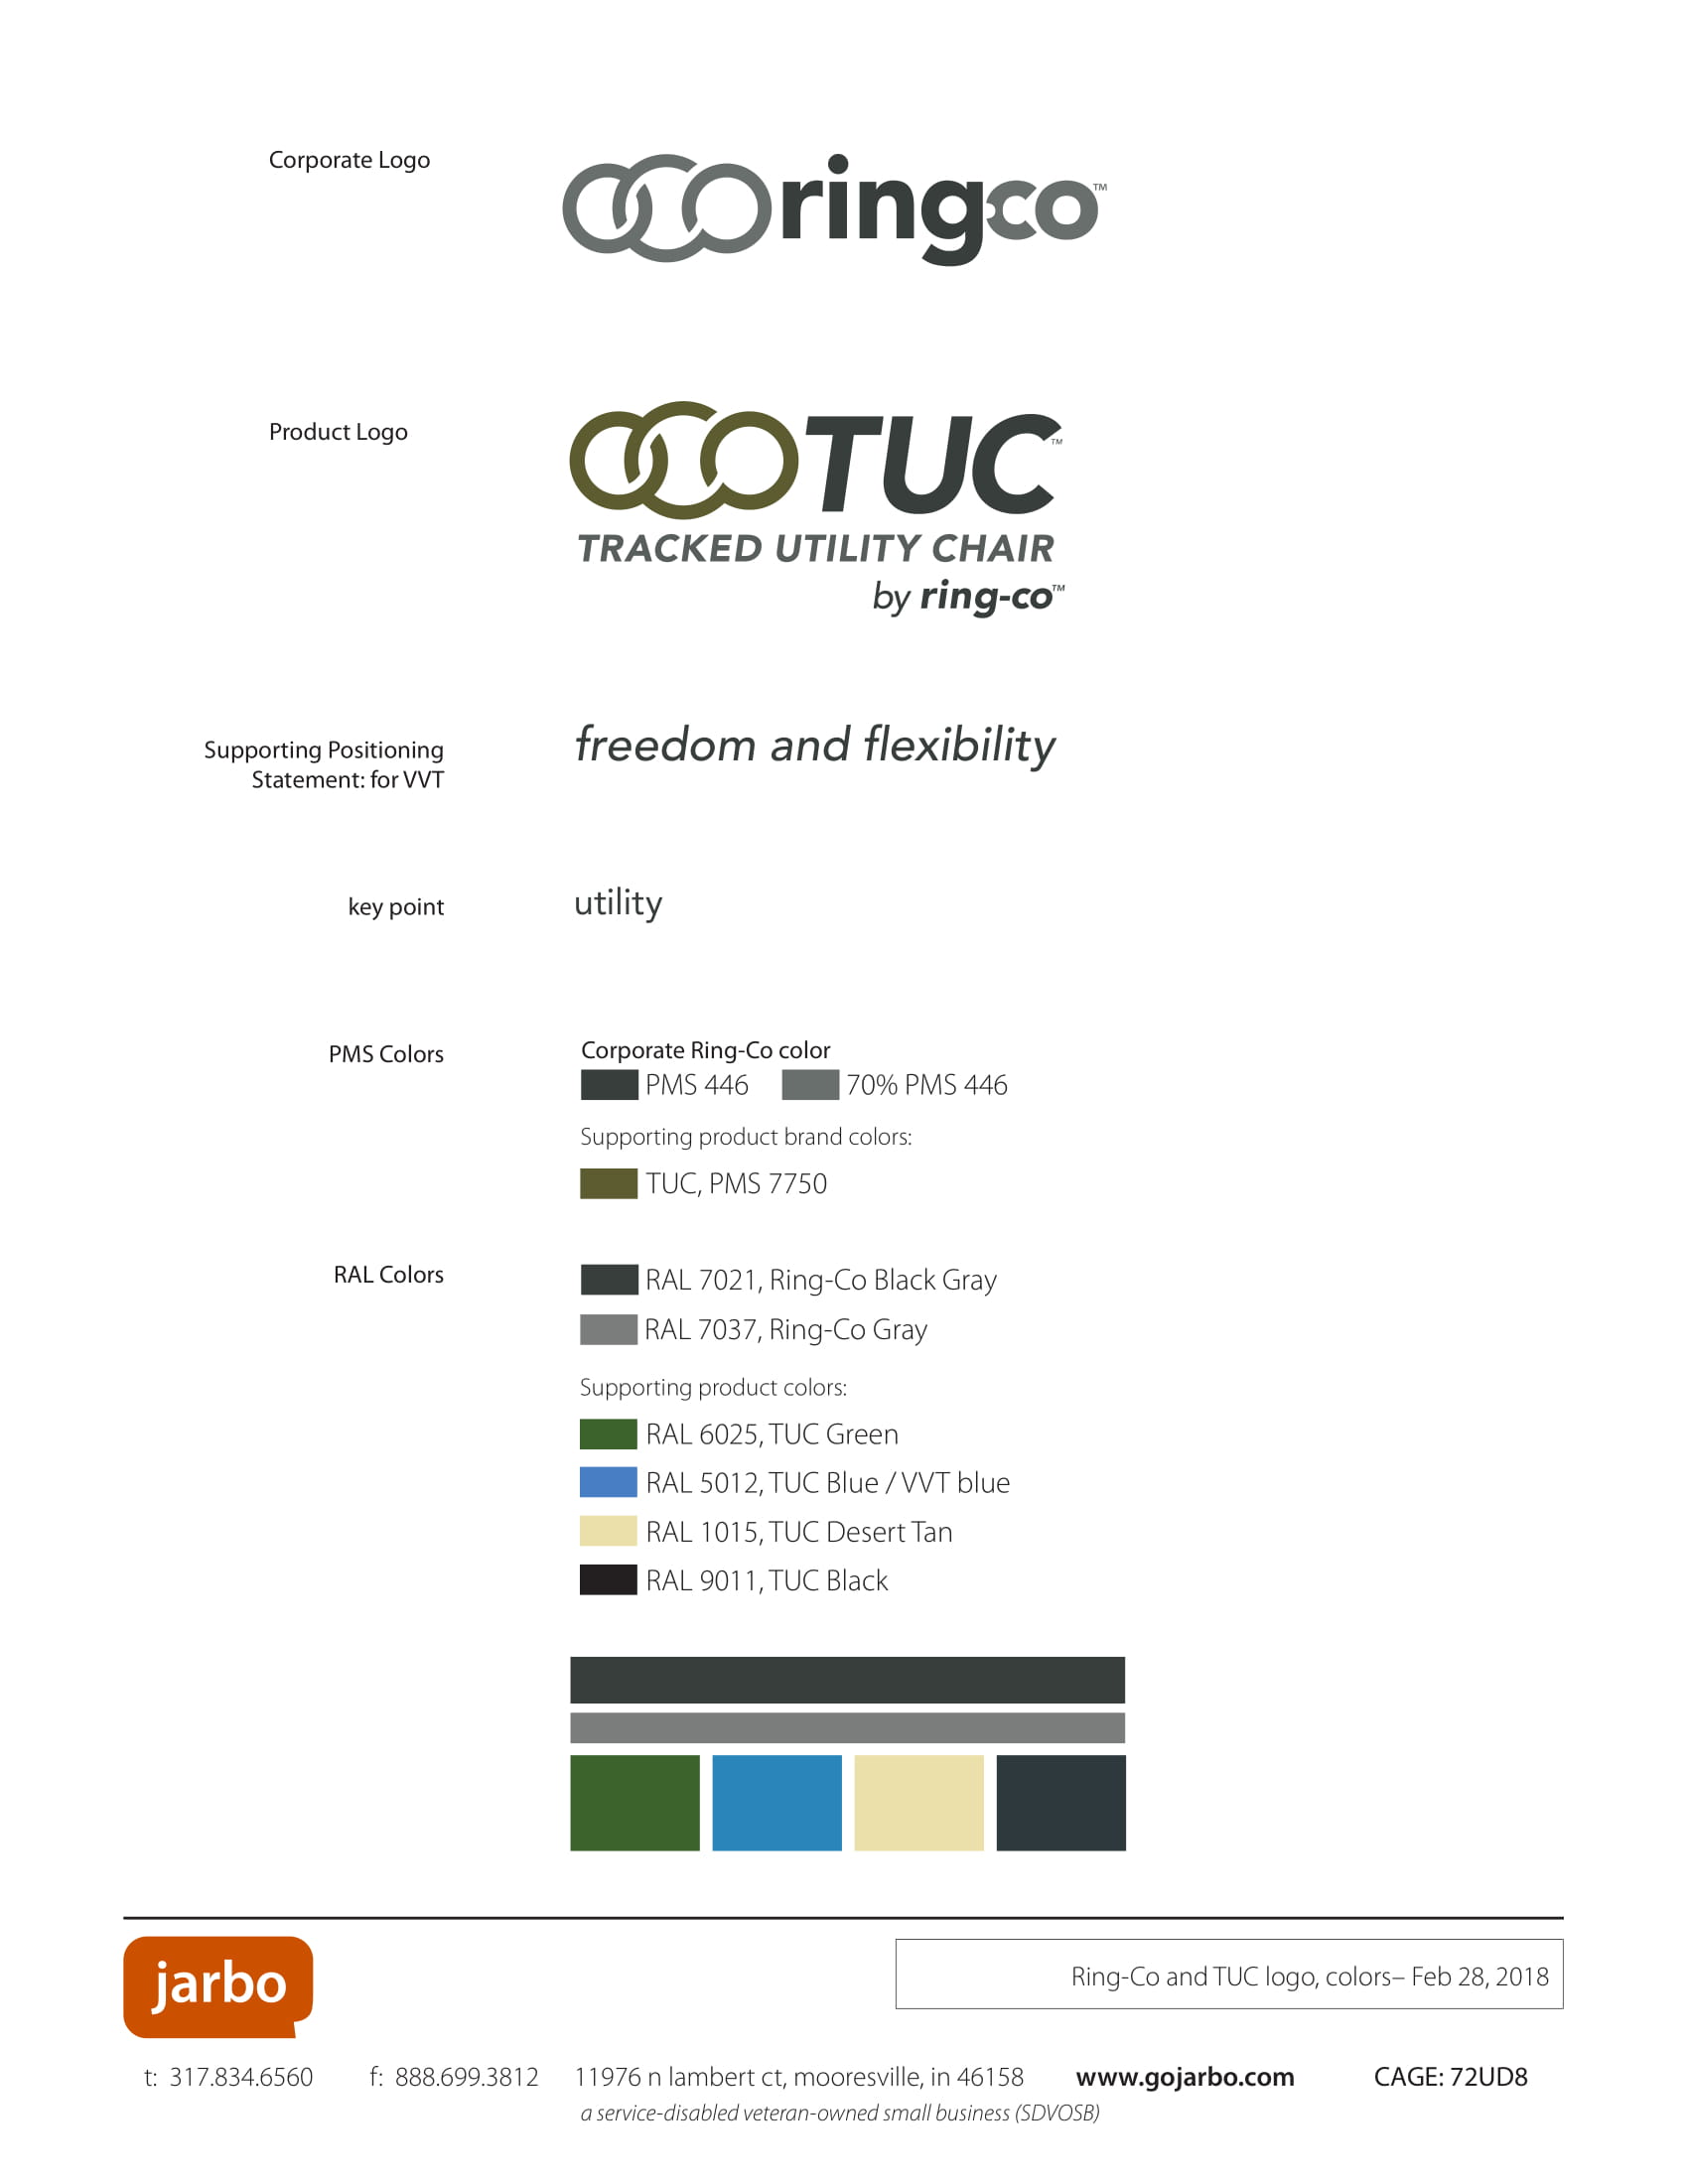 Corporate Logo
ringco™
Product Logo
TUC™
TRACKED UTILITY CHAIR
by ring-co™
Supporting Positioning
Statement: for VVT
freedom and flexibility
key point
utility
PMS Colors
Corporate Ring-Co color
PMS 446 70% PMS 446
Supporting product brand colors:
TUC, PMS 7750
RAL Colors
RAL 7021, Ring-Co Black Gray
RAL 7037, Ring-Co Gray
Supporting product colors:
RAL 6025, TUC Green
RAL 5012, TUC Blue / VVT blue
RAL 1015, TUC Desert Tan
RAL 9011, TUC Black
jarbo
Ring-Co and TUC logo, colors– Feb 28, 2018
t: 317.834.6560 f: 888.699.3812 11976 n lambert ct, mooresville, in 46158 www.gojarbo.com CAGE: 72UD8
a service-disabled veteran-owned small business (SDVOSB)